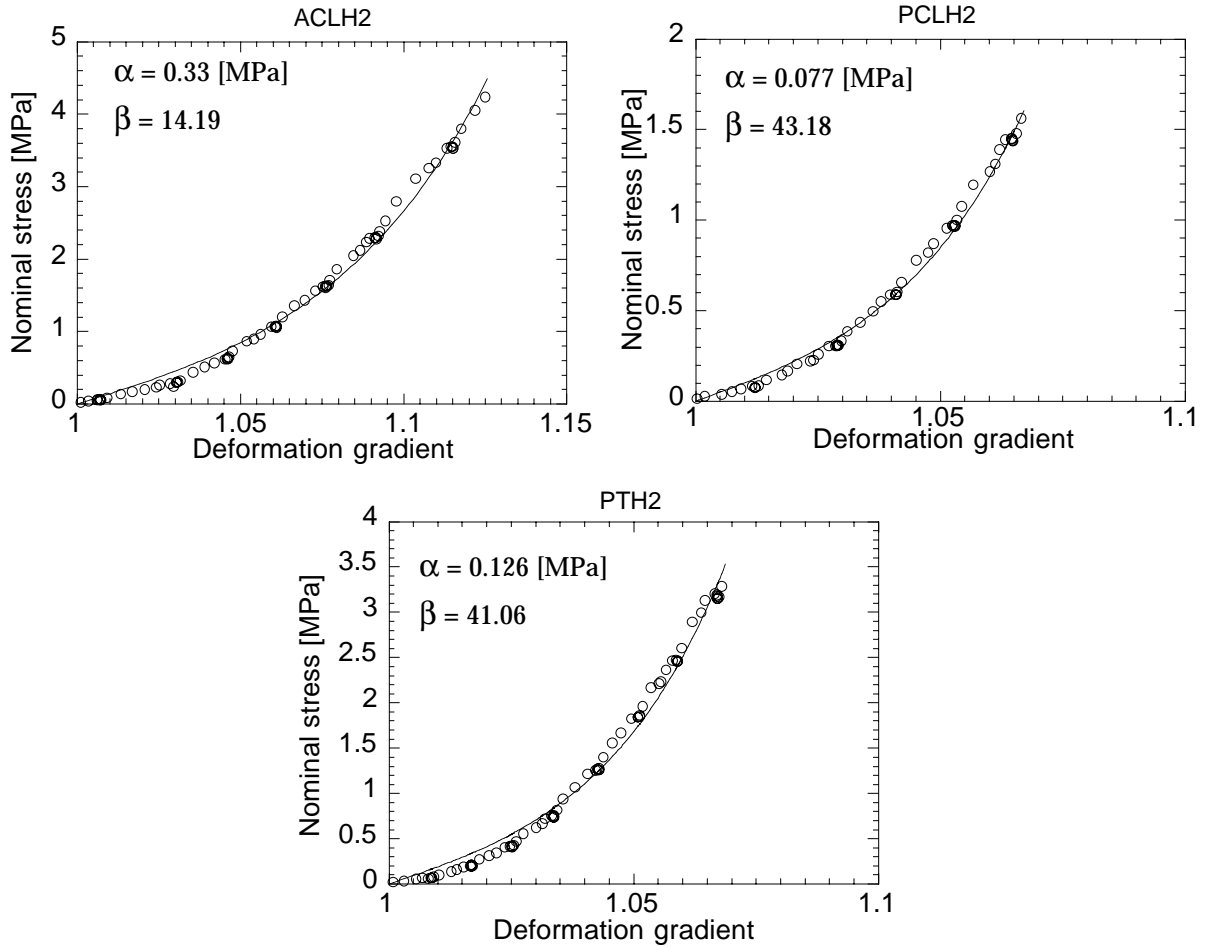 ACLH2
5
4
3
2
1
0
α = 0.33 [MPa]
β = 14.19
Nominal stress [MPa]
1
1.05
1.1
1.15
Deformation gradient
PCLH2
2
1.5
1
0.5
0
α = 0.077 [MPa]
β = 43.18
Nominal stress [MPa]
1
1.05
1.1
Deformation gradient
PTH2
4
3.5
3
2.5
2
1.5
1
0.5
0
α = 0.126 [MPa]
β = 41.06
Nominal stress [MPa]
1
1.05
1.1
Deformation gradient